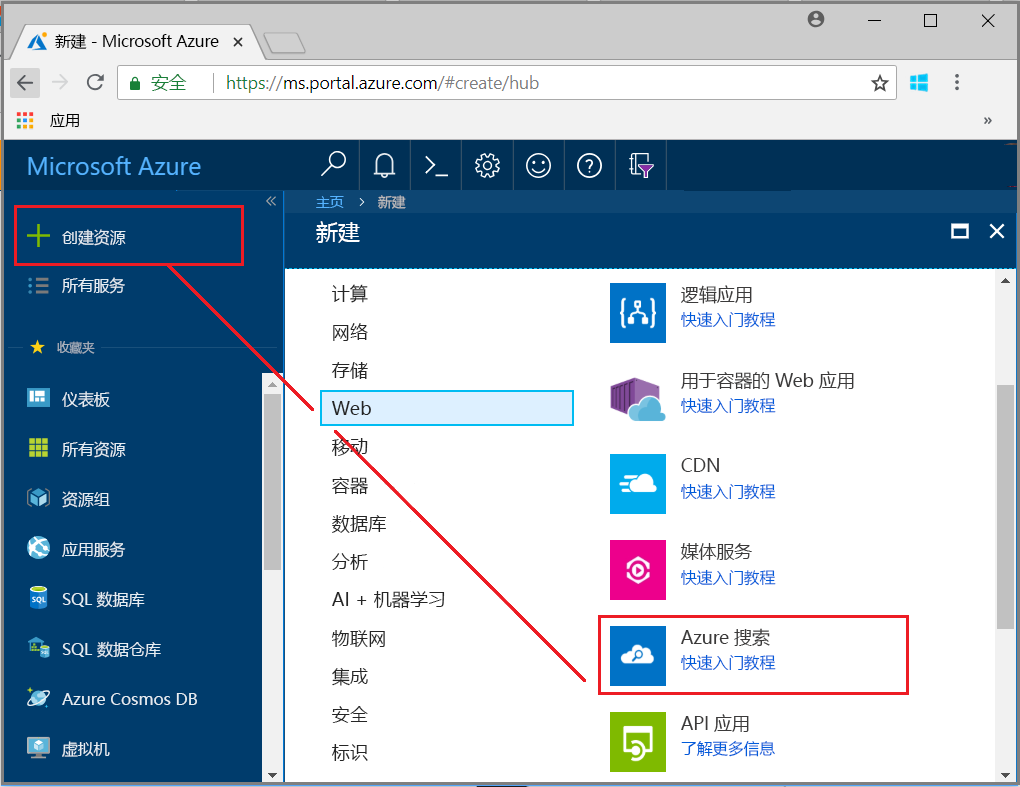 新建 - Microsoft Azure
安全 https://ms.portal.azure.com/#create/hub
应用
»
Microsoft Azure
«
创建资源
所有服务
收藏夹
仪表板
所有资源
资源组
应用服务
SQL 数据库
SQL 数据仓库
Azure Cosmos DB
虚拟机
主页 > 新建
新建
计算
网络
存储
Web
移动
容器
数据库
分析
AI + 机器学习
物联网
集成
安全
标识
逻辑应用
快速入门教程
用于容器的 Web 应用
快速入门教程
CDN
快速入门教程
媒体服务
快速入门教程
Azure 搜索
快速入门教程
API 应用
了解更多信息